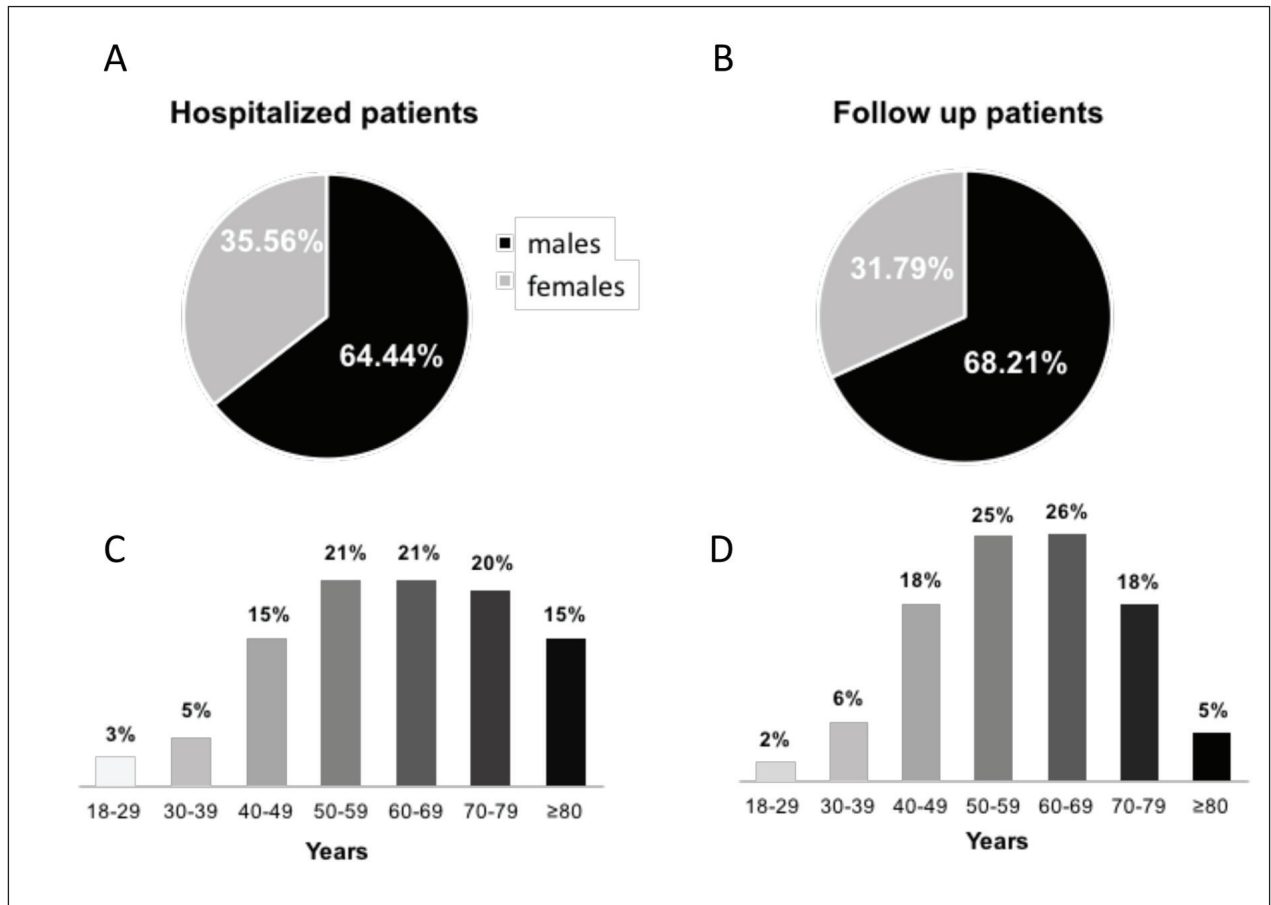 A
B
Hospitalized patients
Follow up patients
35.56%
64.44%
males
females
31.79%
68.21%
C
3%
5%
15%
21%
21%
20%
15%
18-29 30-39 40-49 50-59 60-69 70-79 ≥80
Years
D
2%
6%
18%
25%
26%
18%
5%
18-29 30-39 40-49 50-59 60-69 70-79 ≥80
Years